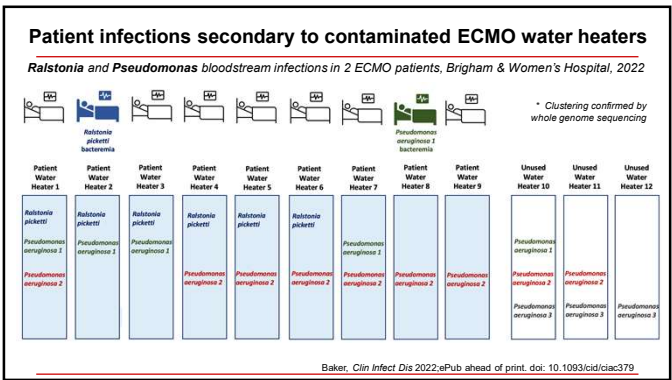 Patient infections secondary to contaminated ECMO water heaters
Ralstonia and Pseudomonas bloodstream infections in 2 ECMO patients, Brigham & Women's Hospital, 2022
* Clustering confirmed by
whole genome sequencing
Ralstonia
picketti
bacteremia
Pseudomonas
aeruginosa 1
bacteremia
Patient Patient Patient Patient Patient Patient Patient Patient Patient Unused Unused Unused
Water Water Water Water Water Water Water Water Water Water Water Water
Heater 1 Heater 2 Heater 3 Heater 4 Heater 5 Heater 6 Heater 7 Heater 8 Heater 9 Heater 10 Heater 11 Heater 12
Ralstonia Ralstonia Ralstonia Ralstonia Ralstonia Ralstonia
picketti picketti picketti picketti picketti picketti
Pseudomonas Pseudomonas Pseudomonas Pseudomonas Pseudomonas
aeruginosa 1 aeruginosa 1 aeruginosa 1 aeruginosa 1 aeruginosa 1
Pseudomonas Pseudomonas Pseudomonas Pseudomonas Pseudomonas Pseudomonas Pseudomonas Pseudomonas Pseudomonas
aeruginosa 2 aeruginosa 2 aeruginosa 2 aeruginosa 2 aeruginosa 2 aeruginosa 2 aeruginosa 2 aeruginosa 2 aeruginosa 2
Pseudomonas Pseudomonas Pseudomonas
aeruginosa 3 aeruginosa 3 aeruginosa 3
Baker, Clin Infect Dis 2022;ePub ahead of print. doi: 10.1093/cid/ciac379